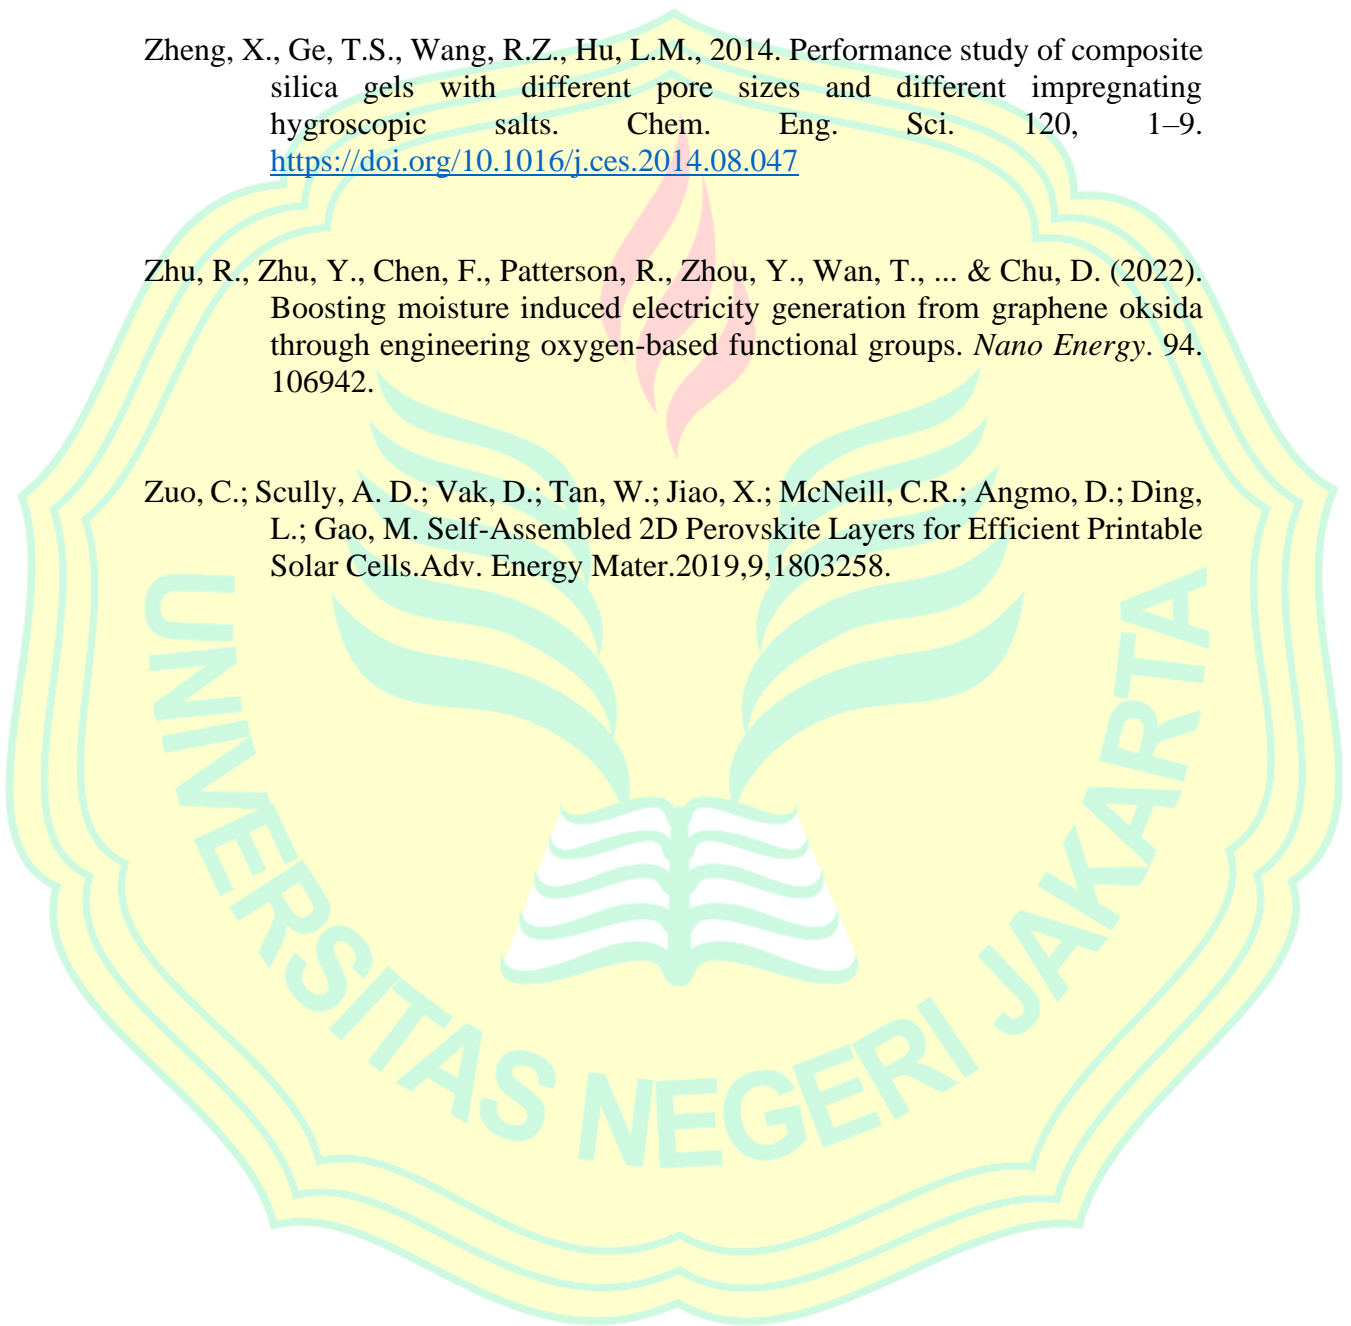 Zheng, X., Ge, T.S., Wang, R.Z., Hu, L.M., 2014. Performance study of composite
silica gels with different pore sizes and different impregnating
hygroscopic salts. Chem. Eng. Sci. 120, 1–9.
https://doi.org/10.1016/j.ces.2014.08.047
Zhu, R., Zhu, Y., Chen, F., Patterson, R., Zhou, Y., Wan, T., ... & Chu, D. (2022).
Boosting moisture induced electricity generation from graphene oksida
through engineering oxygen-based functional groups. Nano Energy. 94.
106942.
Zuo, C.; Scully, A. D.; Vak, D.; Tan, W.; Jiao, X.; McNeill, C.R.; Angmo, D.; Ding,
L.; Gao, M. Self-Assembled 2D Perovskite Layers for Efficient Printable
Solar Cells.Adv. Energy Mater.2019,9,1803258.
UNIVERSITAS NEGERI JAKARTA